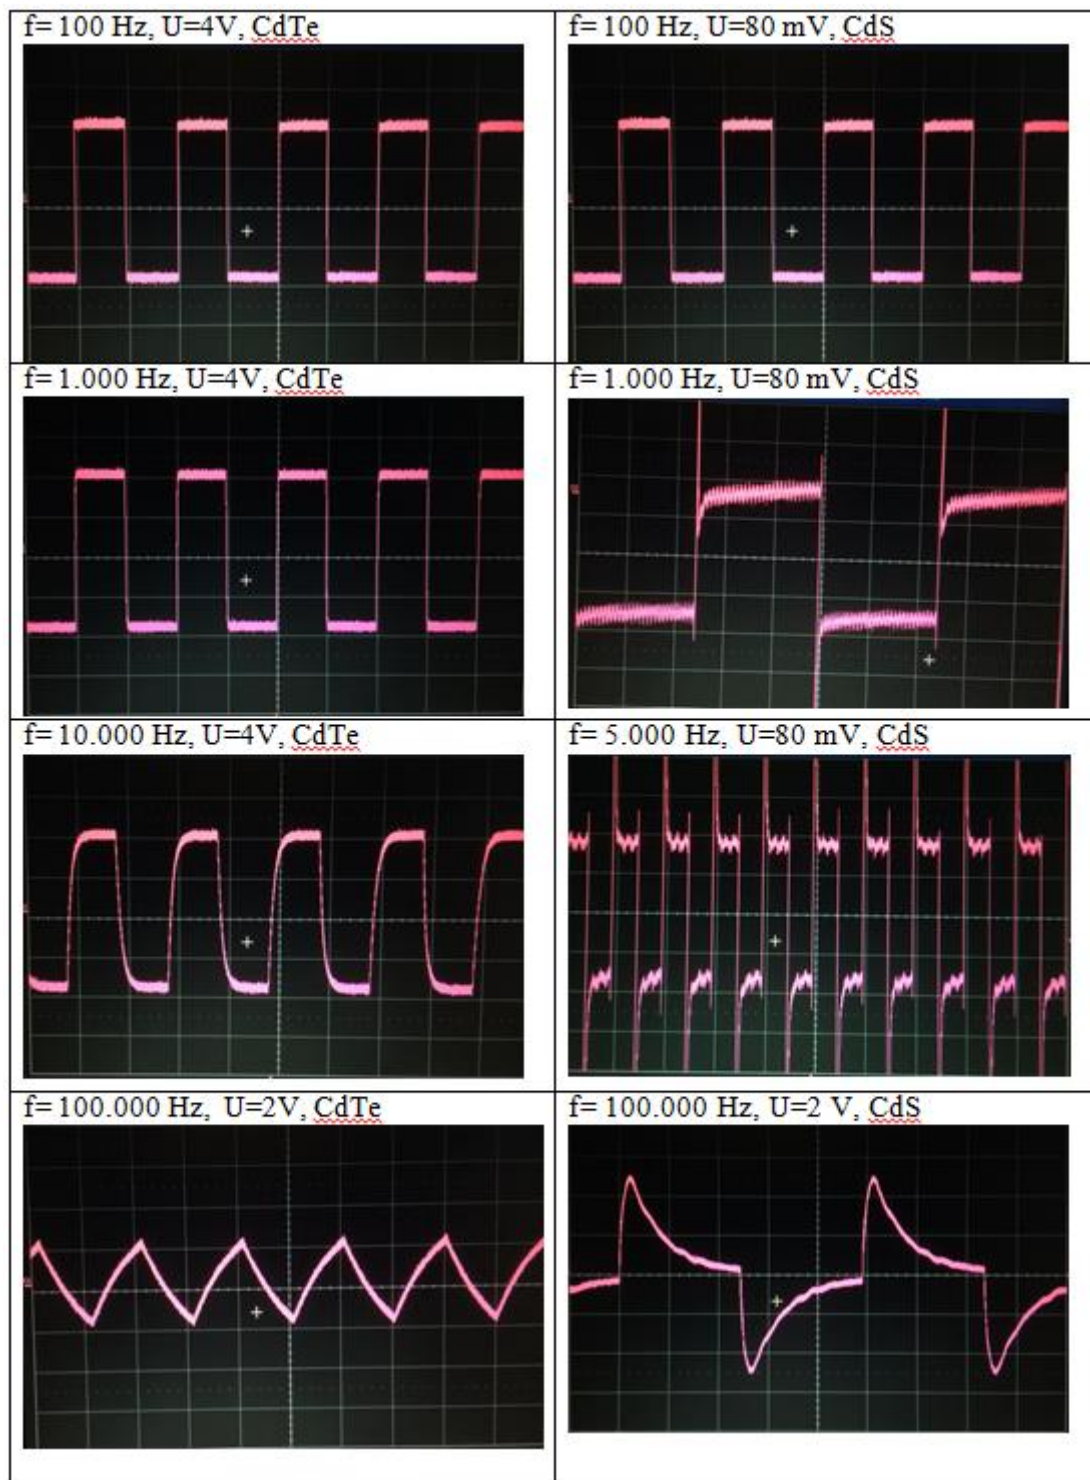 f= 100 Hz, U=4V, CdTe
f= 100 Hz, U=80 mV, CdS
f= 1.000 Hz, U=4V, CdTe
f= 1.000 Hz, U=80 mV, CdS
f= 10.000 Hz, U=4V, CdTe
f= 5.000 Hz, U=80 mV, CdS
f= 100.000 Hz, U=2V, CdTe
f= 100.000 Hz, U=2 V, CdS